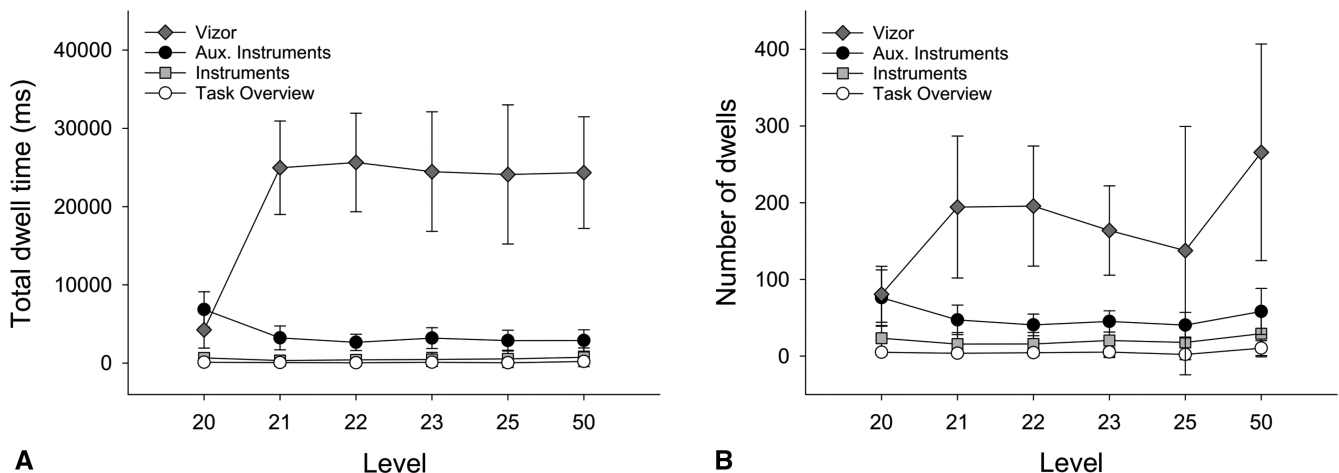 Total dwell time (ms)
40000
30000
20000
10000
0
Vizor
Aux. Instruments
Instruments
Task Overview
20 21 22 23 25 50
Level
A
Number of dwells
400
300
200
100
0
Vizor
Aux. Instruments
Instruments
Task Overview
20 21 22 23 25 50
Level
B